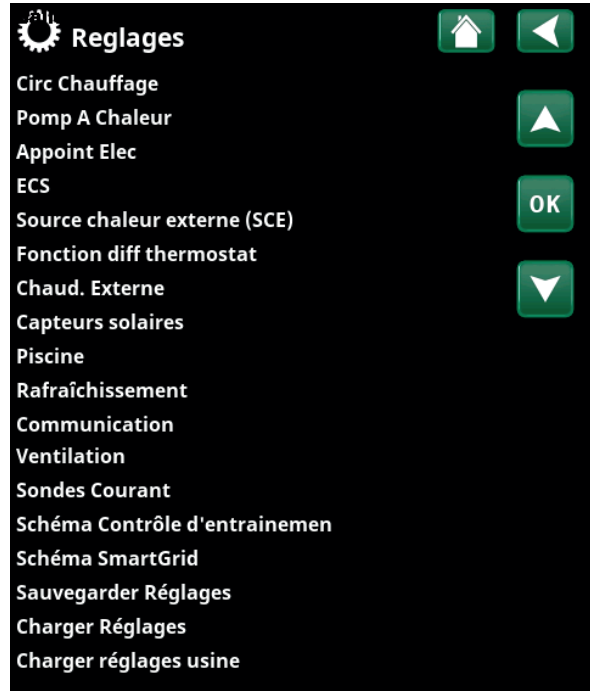 Reglages
Circ Chauffage
Pomp A Chaleur
Appoint Elec
ECS
OK
Source chaleur externe (SCE)
Fonction diff thermostat
Chaud. Externe
Capteurs solaires
Piscine
Rafraîchissement
Communication
Ventilation
Sondes Courant
Schéma Contrôle d'entrainemen
Schéma SmartGrid
Sauvegarder Réglages
Charger Réglages
Charger réglages usine